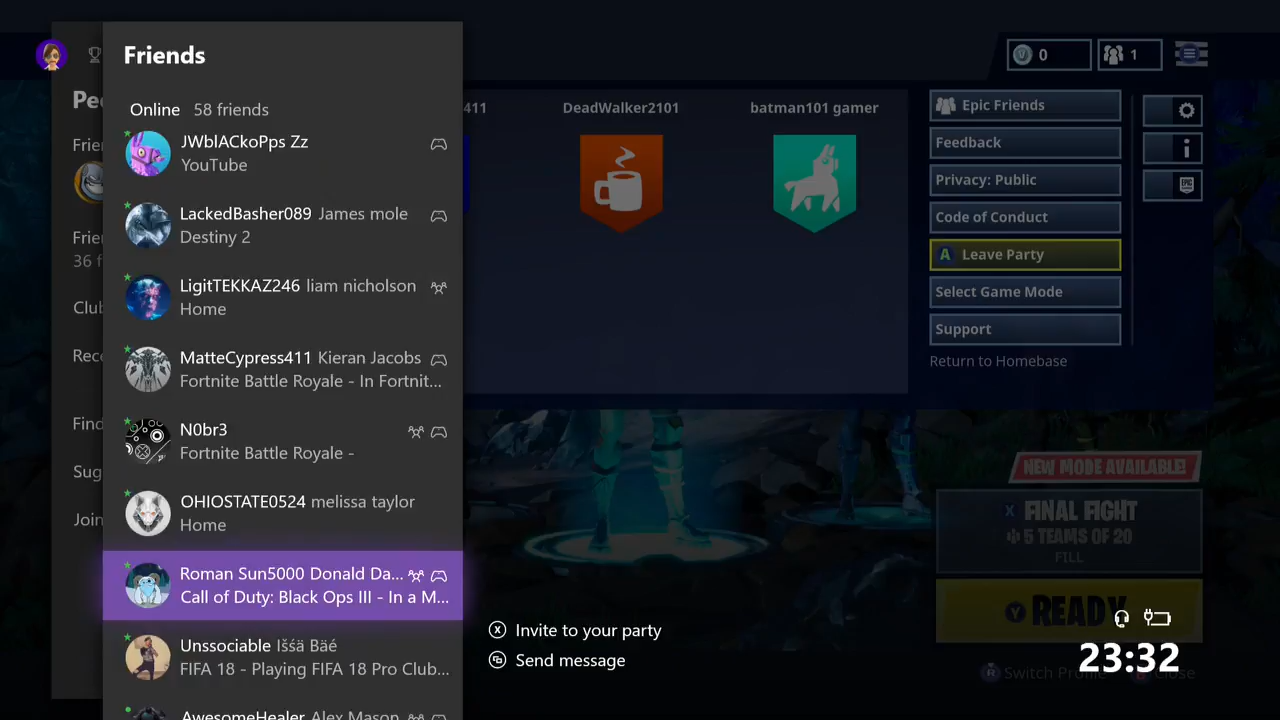 Friends
Online 58 friends
JWblACkoPps Zz
YouTube
LackedBasher089 James mole
Destiny 2
LigitTEKKAZ246 liam nicholson
Home
MatteCypress411 Kieran Jacobs
Fortnite Battle Royale - In Fortnit...
N0br3
Fortnite Battle Royale -
OHIOSTATE0524 melissa taylor
Home
Roman Sun5000 Donald Da...
Call of Duty: Black Ops III - In a M...
Unssociable Iśśä Bäé
FIFA 18 - Playing FIFA 18 Pro Club...
AwesomeHealer Alex Mason
Pe
Frie
Frie
36 f
Club
Rece
Find
Sug
Join
411
DeadWalker2101
batman101 gamer
V 0
1
Epic Friends
Feedback
Privacy: Public
Code of Conduct
A Leave Party
Select Game Mode
Support
Return to Homebase
EPIC
NEW MODE AVAILABLE!
X FINAL FIGHT
5 TEAMS OF 20
FILL
Y READY
X Invite to your party
Send message
23:32
R Switch Profile
Close